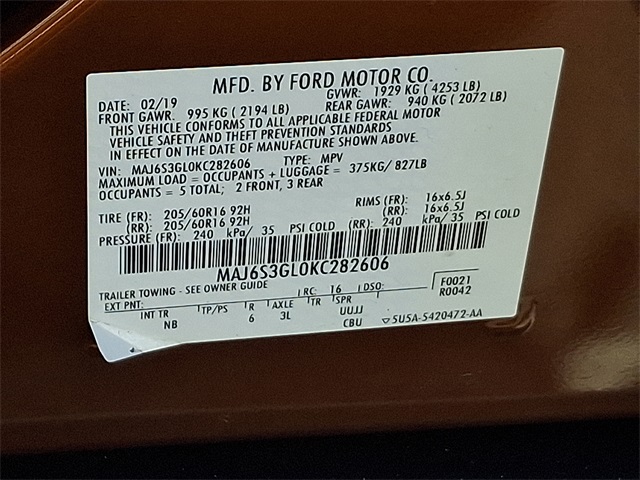 MFD. BY FORD MOTOR CO.
DATE: 02/19 GVWR: 1929 KG ( 4253 LB)
FRONT GAWR: 995 KG ( 2194 LB) REAR GAWR: 940 KG ( 2072 LB)
THIS VEHICLE CONFORMS TO ALL APPLICABLE FEDERAL MOTOR
VEHICLE SAFETY AND THEFT PREVENTION STANDARDS
IN EFFECT ON THE DATE OF MANUFACTURE SHOWN ABOVE.
VIN: MAJ6S3GL0KC282606 TYPE: MPV
MAXIMUM LOAD = OCCUPANTS + LUGGAGE = 375KG/ 827LB
OCCUPANTS = 5 TOTAL; 2 FRONT, 3 REAR
TIRE (FR): 205/60R16 92H RIMS (FR): 16x6.5J
(RR): 205/60R16 92H (RR): 16x6.5J
PRESSURE (FR): 240 kPa/ 35 PSI COLD (RR): 240 kPa/ 35 PSI COLD
MAJ6S3GL0KC282606
TRAILER TOWING - SEE OWNER GUIDE
EXT PNT: RC: 16 DSO: F0021
R0042
INT TR TP/PS R AXLE TR SPR
NB 6 3L UUJJ
CBU 5U5A-5420472-AA